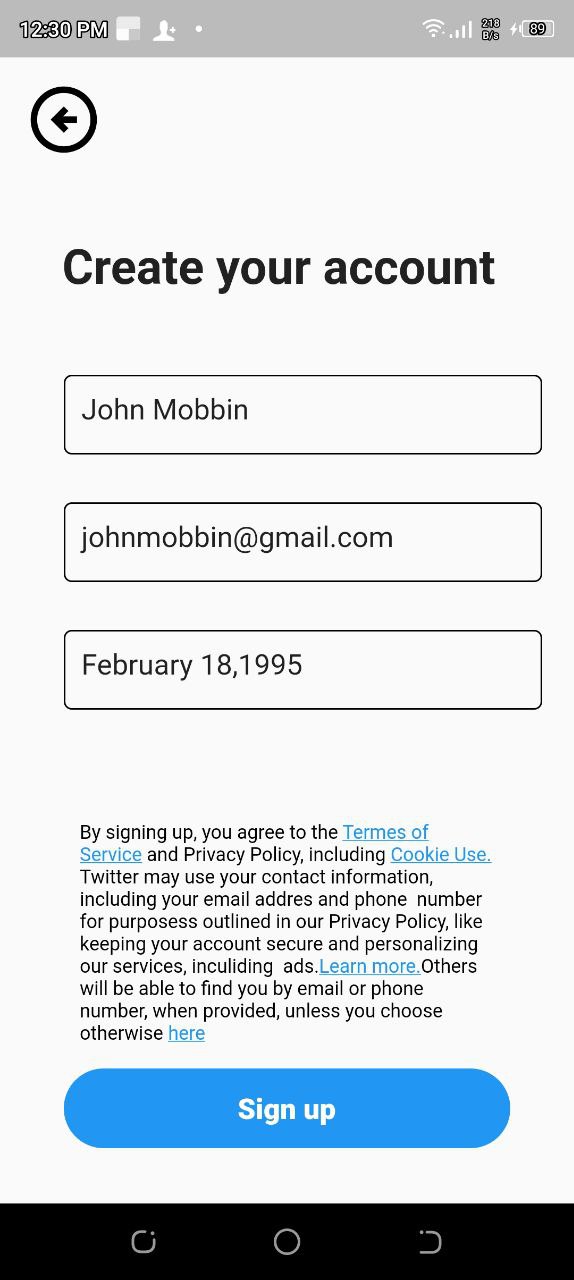 12:30 PM 218 B/s 89
Create your account
John Mobbin
johnmobbin@gmail.com
February 18,1995
By signing up, you agree to the Termes of
Service and Privacy Policy, including Cookie Use.
Twitter may use your contact information,
including your email addres and phone  number
for purposess outlined in our Privacy Policy, like
keeping your account secure and personalizing
our services, inculiding  ads.Learn more.Others
will be able to find you by email or phone
number, when provided, unless you choose
otherwise here
Sign up